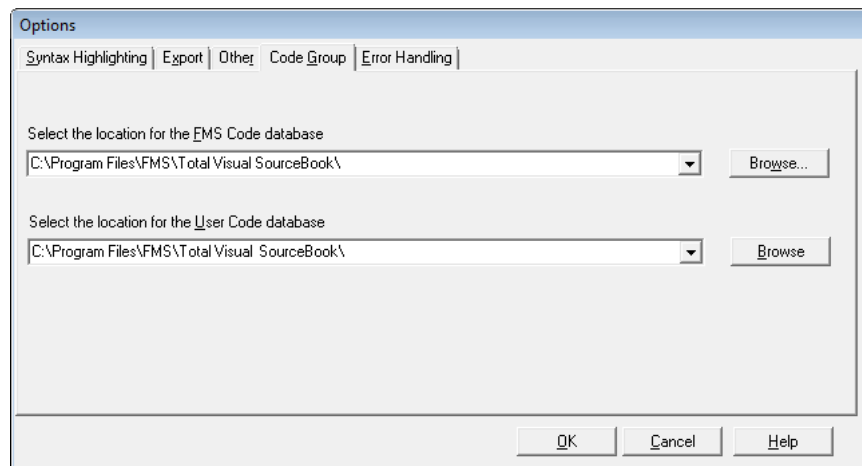 Options
Syntax Highlighting Export Other Code Group Error Handling
Select the location for the FMS Code database
C:\Program Files\FMS\Total Visual SourceBook\ Browse...
Select the location for the User Code database
C:\Program Files\FMS\Total Visual SourceBook\ Browse
OK Cancel Help